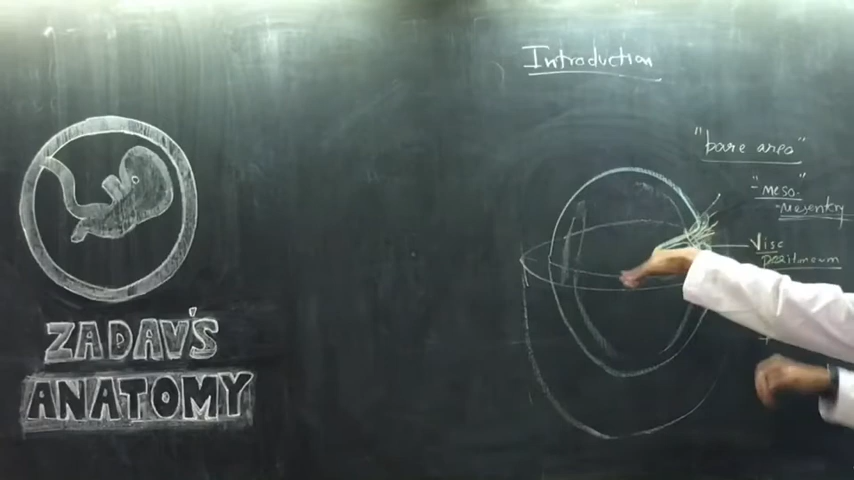 ZADAV'S
ANATOMY
Introduction
"bare area"
- "meso-"
- Mesentry
Visc
peritoneum